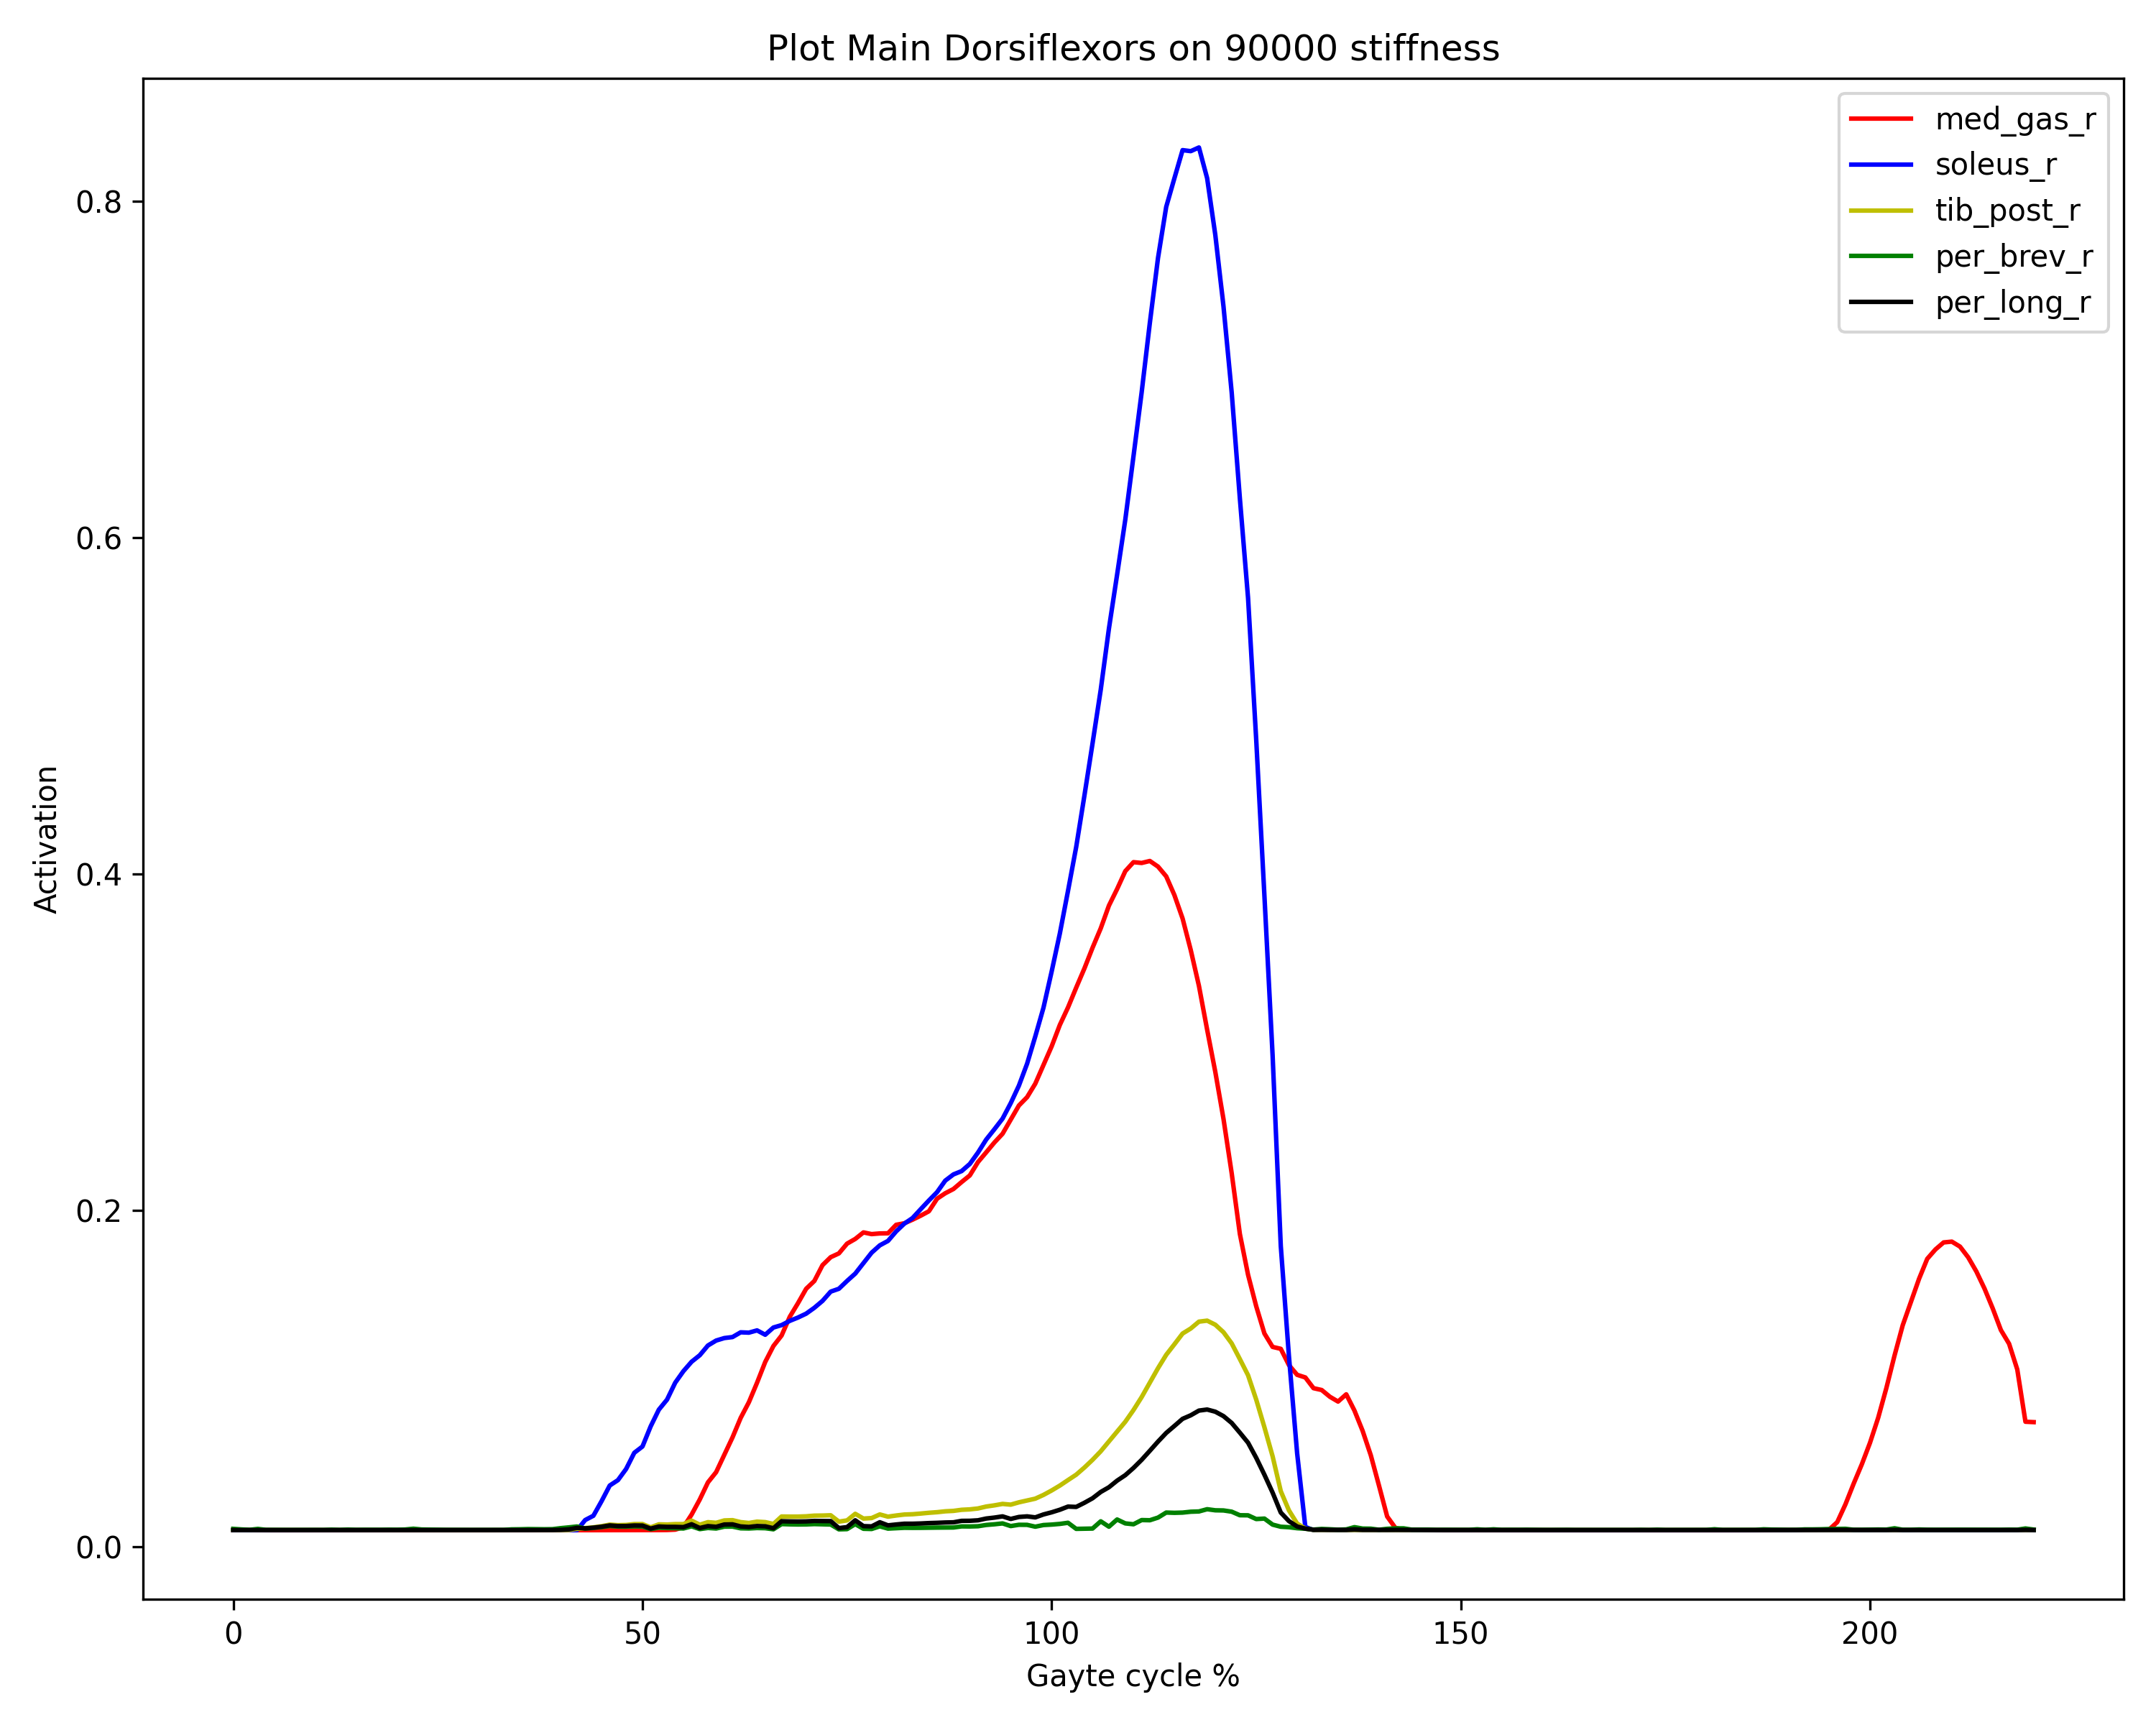 Plot Main Dorsiflexors on 90000 stiffness
med_gas_r
soleus_r
tib_post_r
per_brev_r
per_long_r
Activation
0.8
0.6
0.4
0.2
0.0
0 50 100 150 200
Gayte cycle %